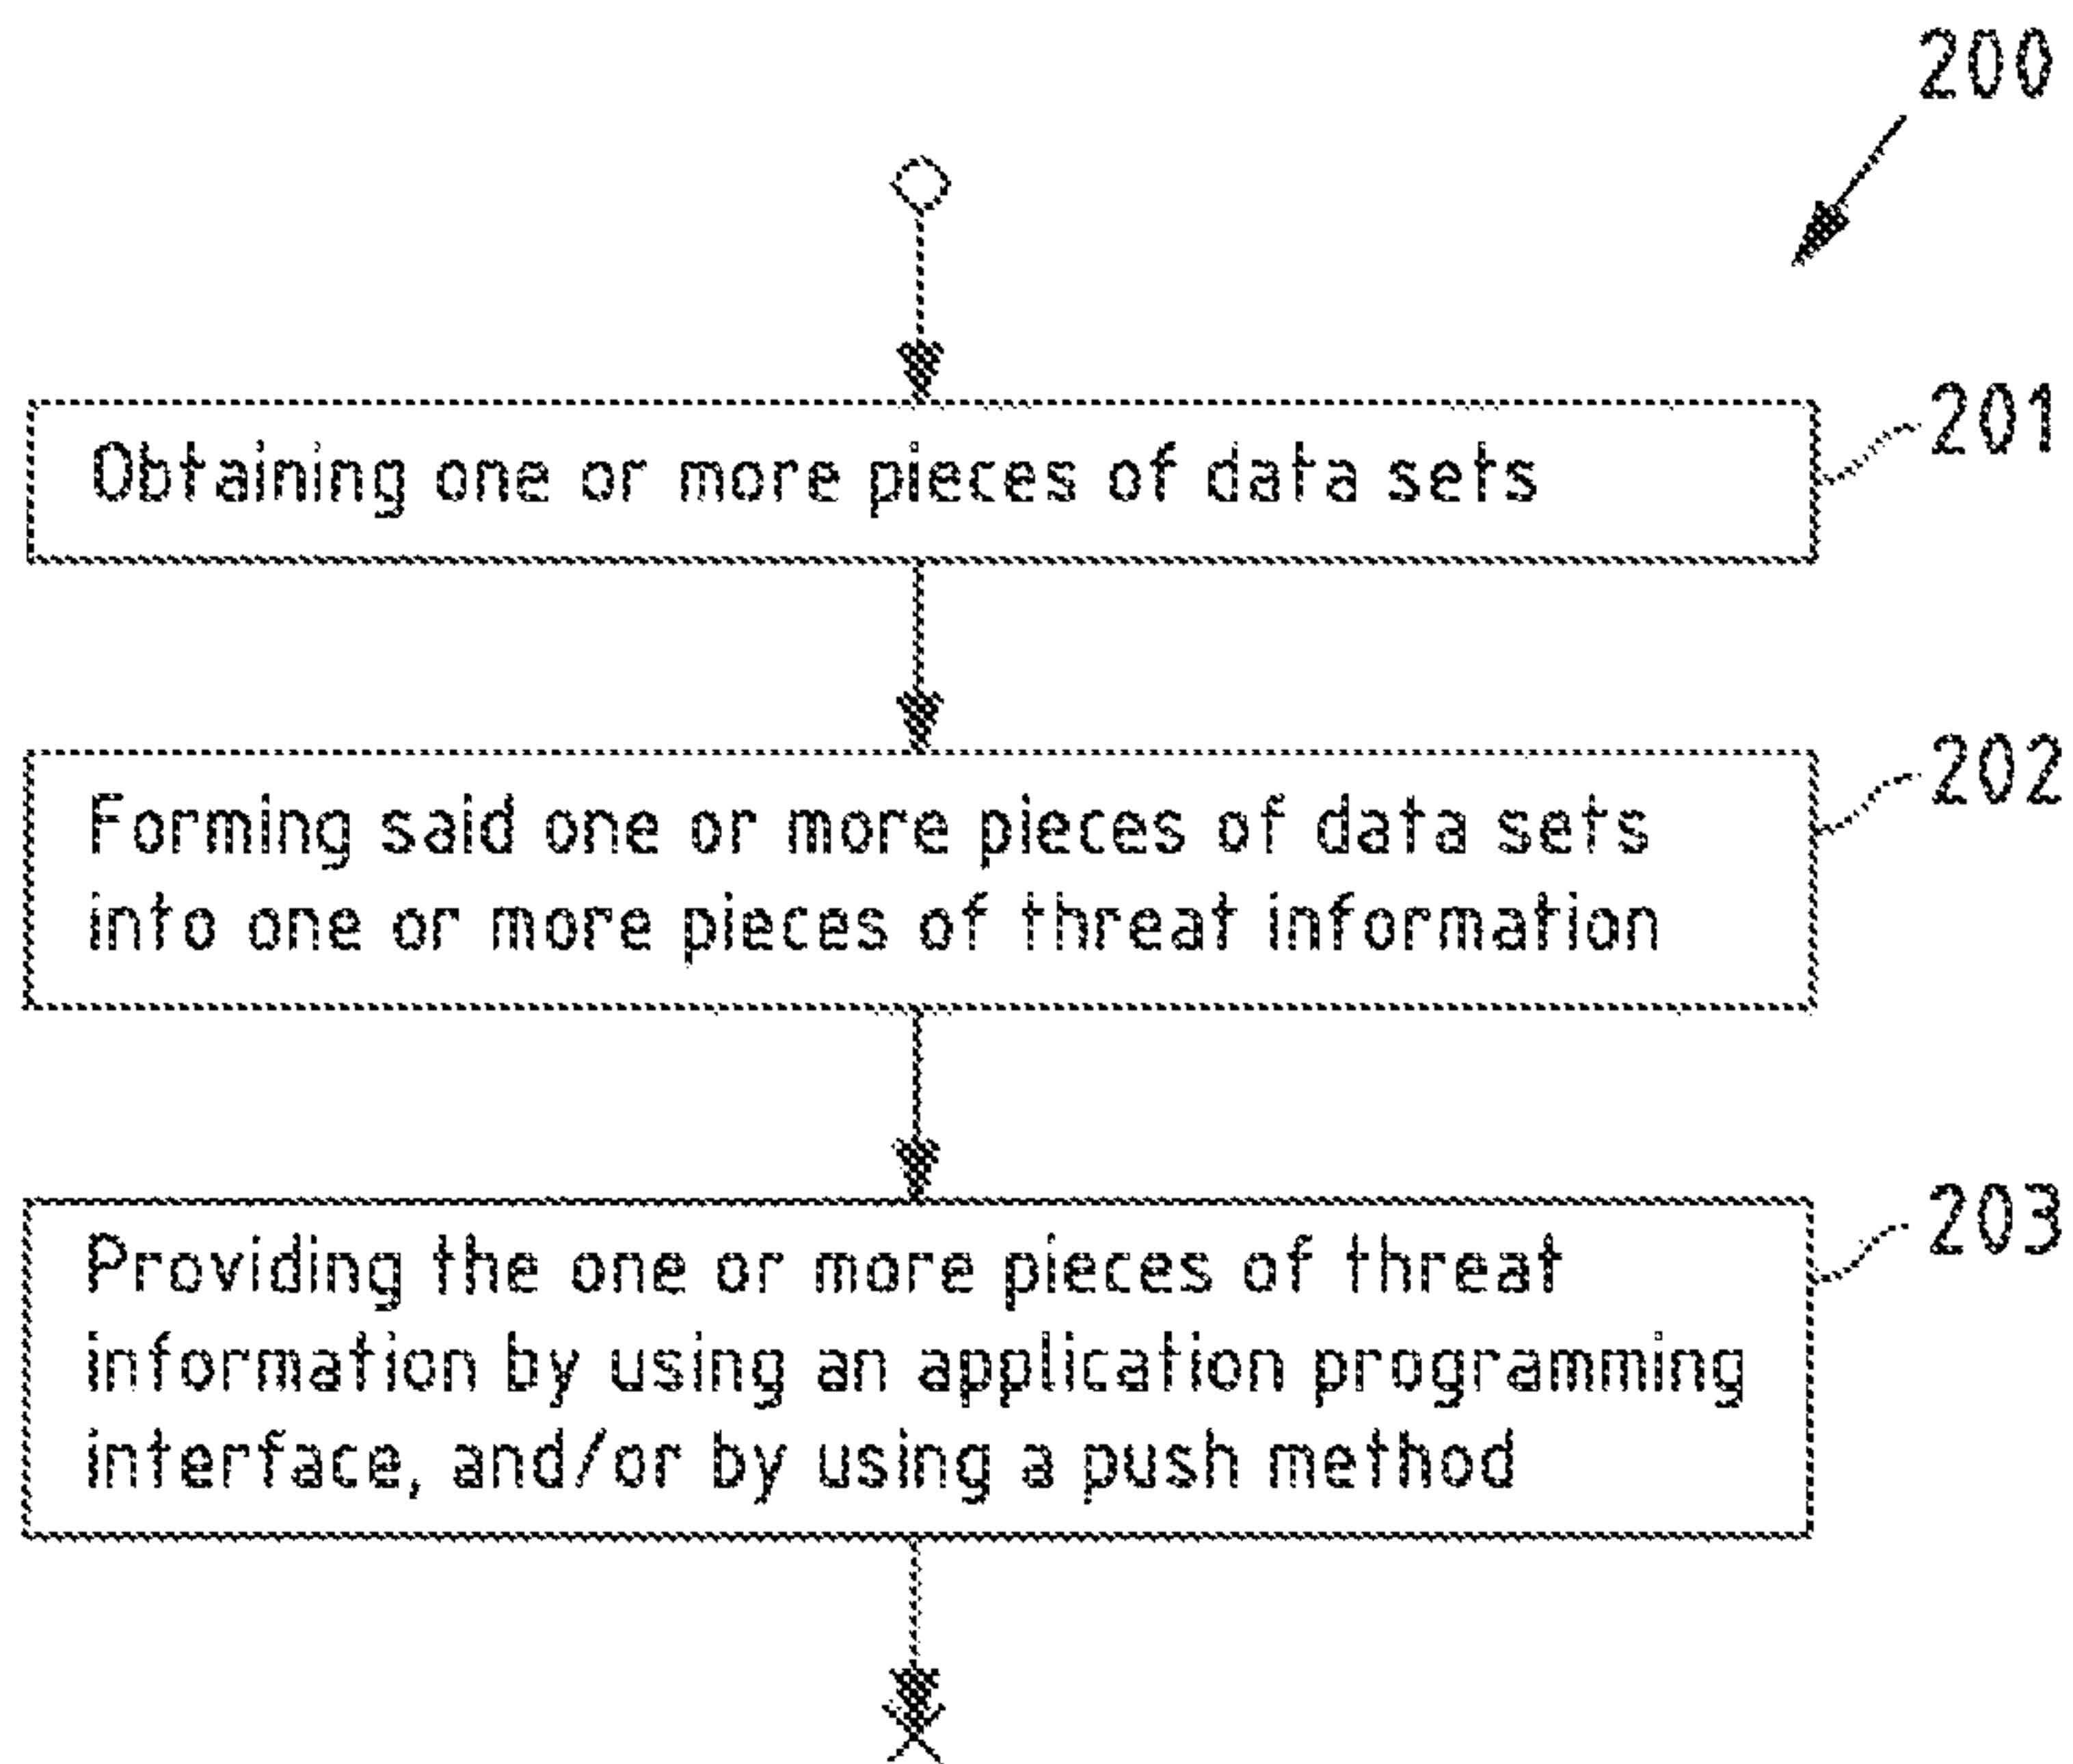 200
201
Obtaining one or more pieces of data sets
202
Forming said one or more pieces of data sets
into one or more pieces of threat information
203
Providing the one or more pieces of threat
information by using an application programming
interface, and/or by using a push method